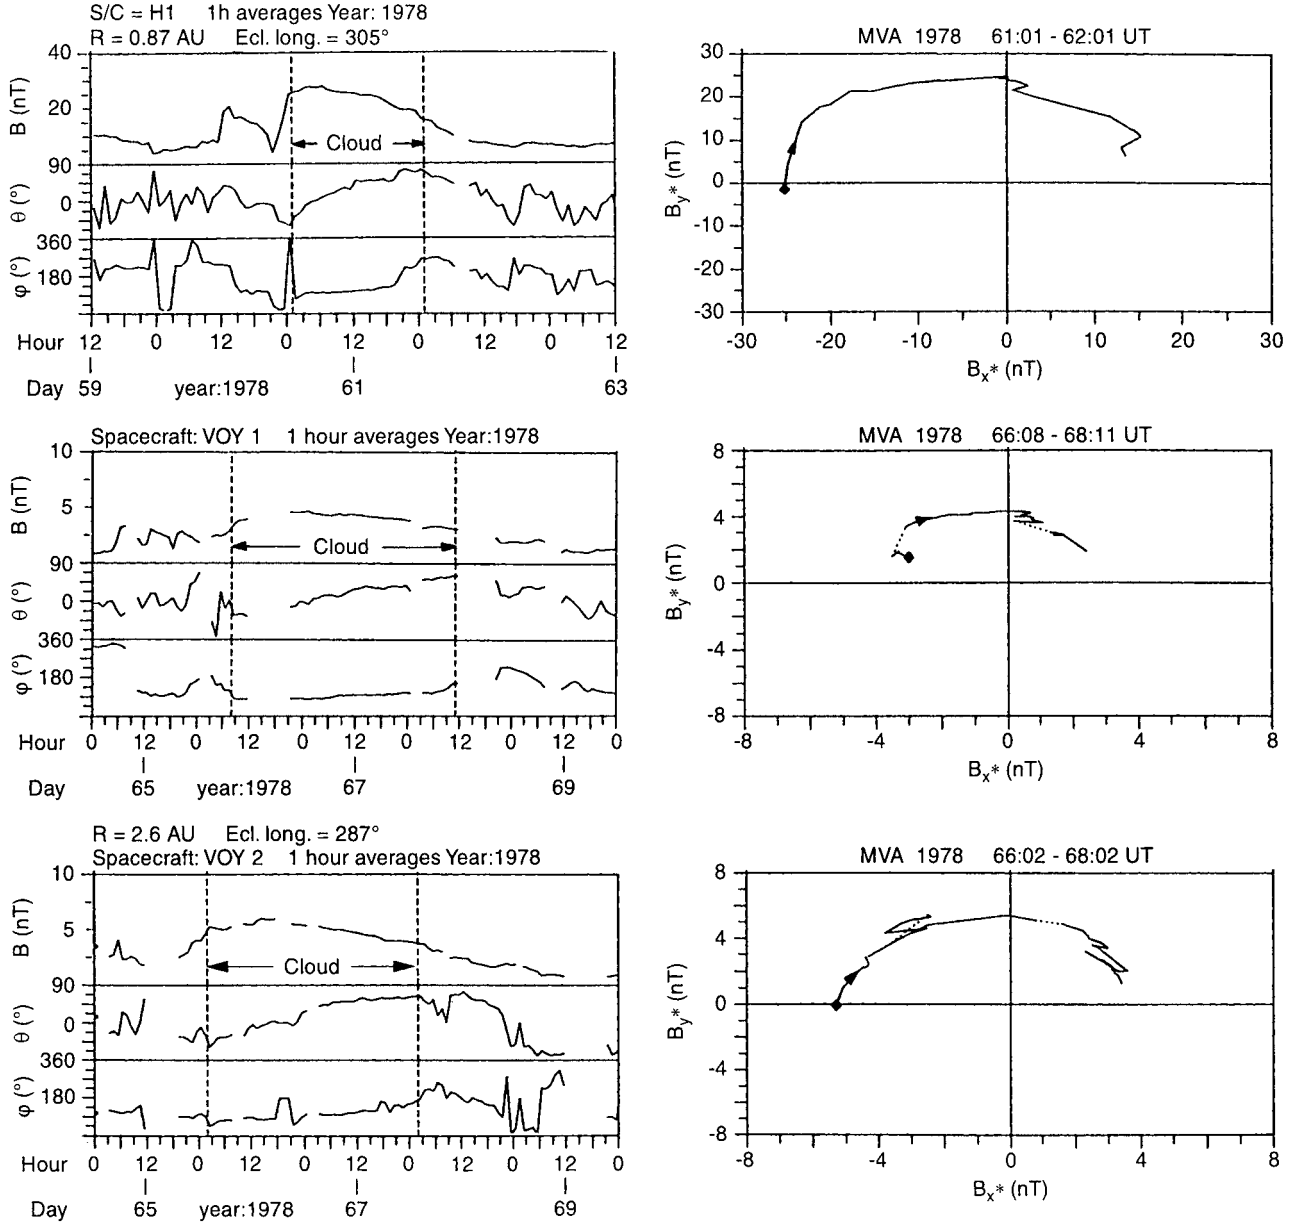 S/C = H1 1h averages Year: 1978
R = 0.87 AU Ecl. long. = 305°
40
20
B (nT)
Cloud
90
0
θ (°)
360
180
φ (°)
Hour 12 0 12 0 12 0 12 0 12
Day 59 year:1978 61 63
MVA 1978 61:01 - 62:01 UT
30
20
10
0
-10
-20
-30
By* (nT)
-30 -20 -10 0 10 20 30
Bx* (nT)
Spacecraft: VOY 1 1 hour averages Year:1978
10
5
B (nT)
Cloud
90
0
θ (°)
360
180
φ (°)
Hour 0 12 0 12 0 12 0 12 0 12 0
Day 65 year:1978 67 69
MVA 1978 66:08 - 68:11 UT
8
4
0
-4
-8
By* (nT)
-8 -4 0 4 8
Bx* (nT)
R = 2.6 AU Ecl. long. = 287°
Spacecraft: VOY 2 1 hour averages Year:1978
10
5
B (nT)
Cloud
90
0
θ (°)
360
180
φ (°)
Hour 0 12 0 12 0 12 0 12 0 12 0
Day 65 year:1978 67 69
MVA 1978 66:02 - 68:02 UT
8
4
0
-4
-8
By* (nT)
-8 -4 0 4 8
Bx* (nT)